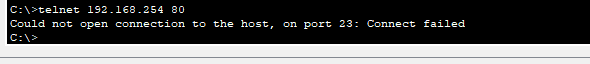 C:\>telnet 192.168.254 80
Could not open connection to the host, on port 23: Connect failed
C:\>